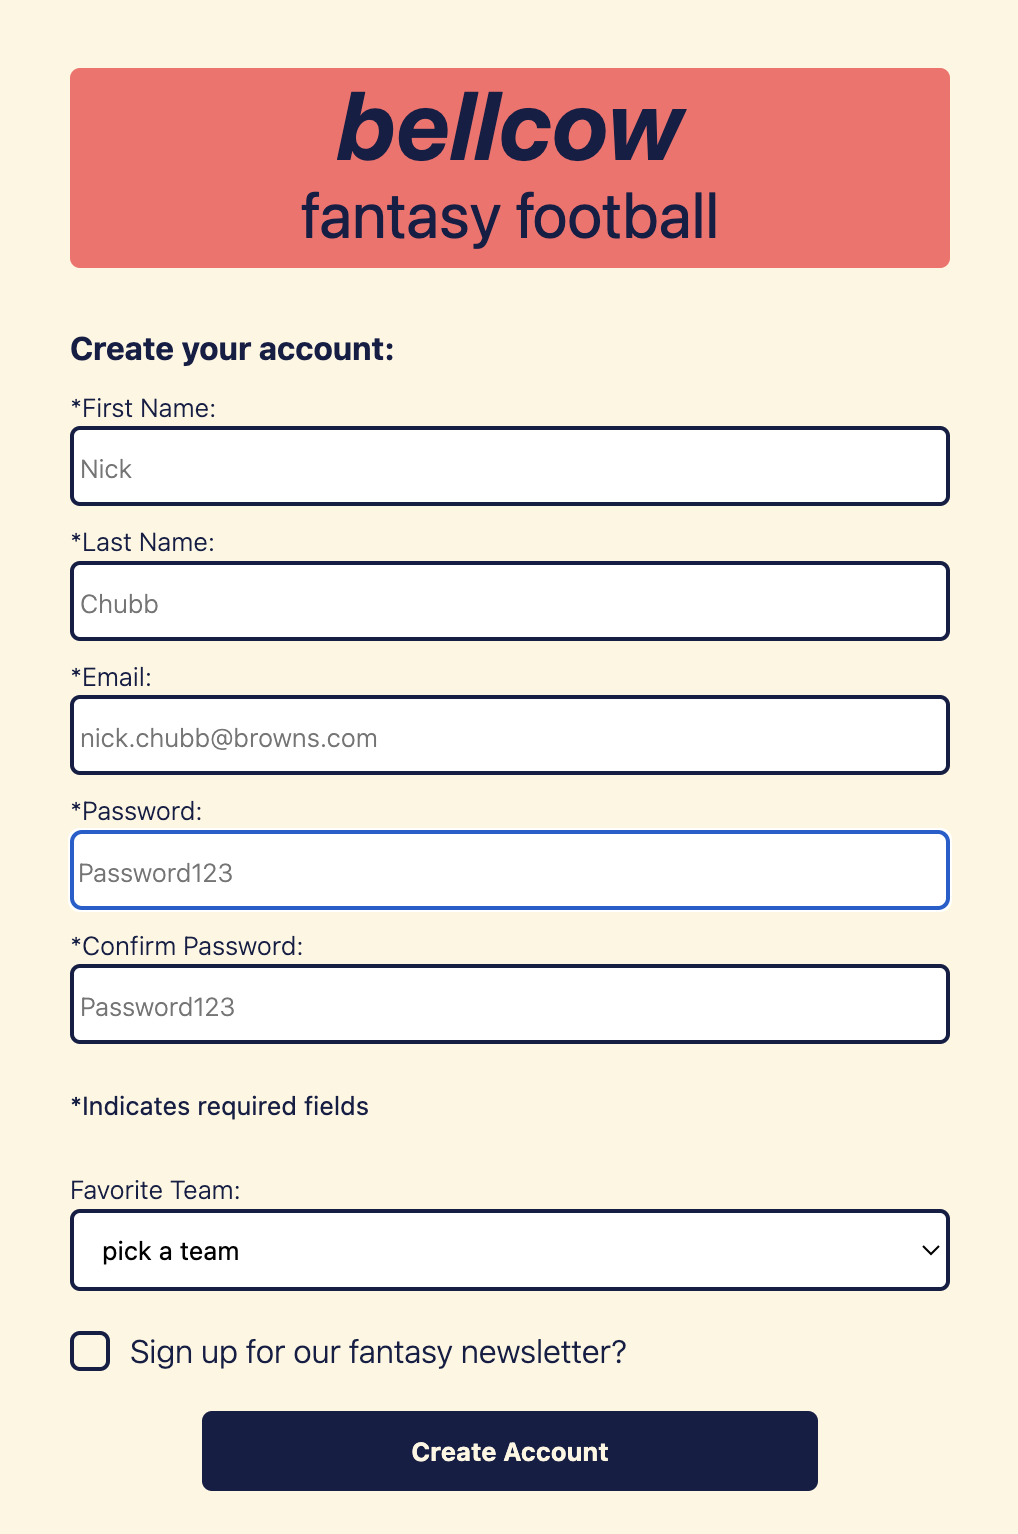 bellcow
fantasy football
Create your account:
*First Name:
Nick
*Last Name:
Chubb
*Email:
nick.chubb@browns.com
*Password:
Password123
*Confirm Password:
Password123
*Indicates required fields
Favorite Team:
pick a team
Sign up for our fantasy newsletter?
Create Account